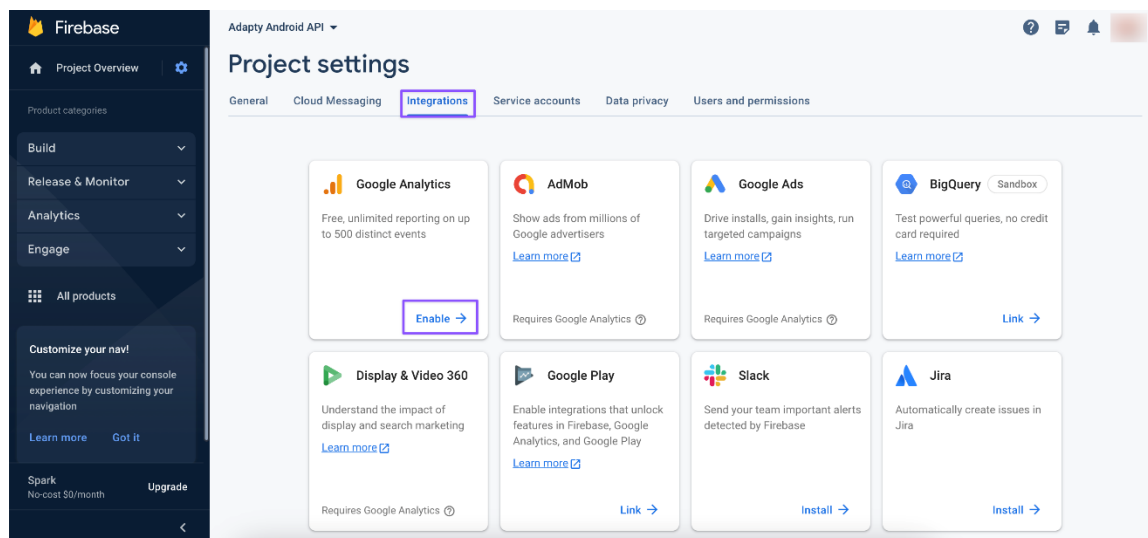 Firebase
Adapty Android API
Project Overview
Project settings
General Cloud Messaging Integrations Service accounts Data privacy Users and permissions
Product categories
Build
Release & Monitor
Analytics
Engage
All products
Customize your nav!
You can now focus your console
experience by customizing your
navigation
Learn more Got it
Spark
No-cost $0/month
Upgrade
Google Analytics
Free, unlimited reporting on up
to 500 distinct events
Enable
AdMob
Show ads from millions of
Google advertisers
Learn more
Requires Google Analytics
Google Ads
Drive installs, gain insights, run
targeted campaigns
Learn more
Requires Google Analytics
BigQuery Sandbox
Test powerful queries, no credit
card required
Learn more
Link
Display & Video 360
Understand the impact of
display and search marketing
Learn more
Requires Google Analytics
Google Play
Enable integrations that unlock
features in Firebase, Google
Analytics, and Google Play
Learn more
Link
Slack
Send your team important alerts
detected by Firebase
Install
Jira
Automatically create issues in
Jira
Install